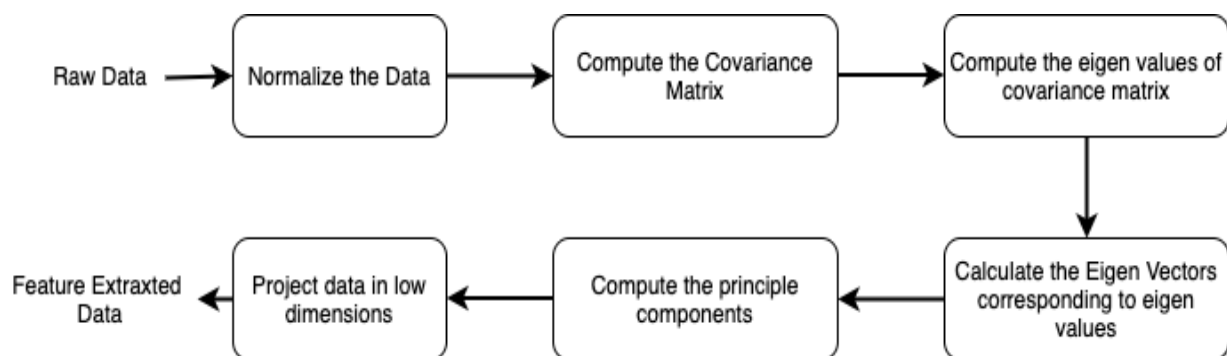 Raw Data
Normalize the Data
Compute the Covariance
Matrix
Compute the eigen values of
covariance matrix
Calculate the Eigen Vectors
corresponding to eigen
values
Compute the principle
components
Project data in low
dimensions
Feature Extraxted
Data